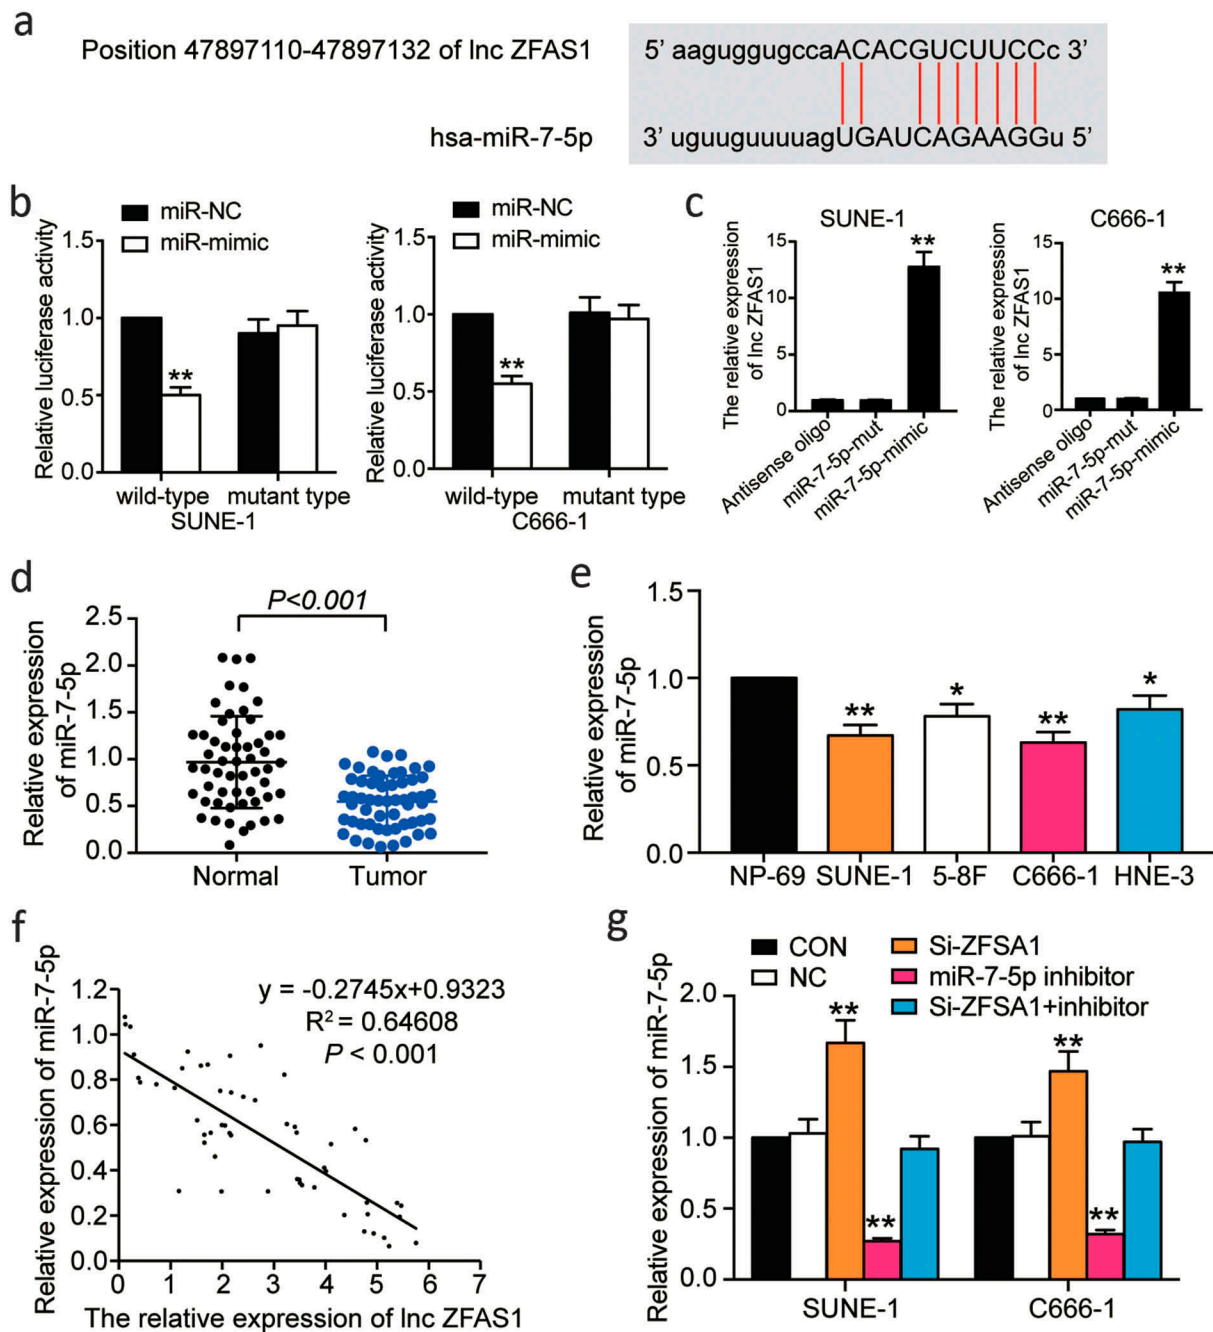 a
Position 47897110-47897132 of lnc ZFAS1
5’ aaguggugccaACACGUCUUCCc 3’
hsa-miR-7-5p
3’ uguuguuuuagUGAUCAGAAGGu 5’
b
Relative luciferase activity
miR-NC
miR-mimic
1.5
1.0
0.5
0.0
**
wild-type
mutant type
SUNE-1
Relative luciferase activity
miR-NC
miR-mimic
1.5
1.0
0.5
0.0
**
wild-type
mutant type
C666-1
c
SUNE-1
The relative expression
of lnc ZFAS1
15
10
5
0
**
Antisense oligo
miR-7-5p-mut
miR-7-5p-mimic
C666-1
The relative expression
of lnc ZFAS1
15
10
5
0
**
Antisense oligo
miR-7-5p-mut
miR-7-5p-mimic
d
Relative expression
of miR-7-5p
P<0.001
2.5
2.0
1.5
1.0
0.5
0.0
Normal
Tumor
e
Relative expression
of miR-7-5p
1.5
1.0
0.5
0.0
**
*
**
*
NP-69
SUNE-1
5-8F
C666-1
HNE-3
f
Relative expression of miR-7-5p
y = -0.2745x+0.9323
R² = 0.64608
P < 0.001
1.2
1.0
0.8
0.6
0.4
0.2
0.0
0 1 2 3 4 5 6 7
The relative expression of lnc ZFAS1
g
CON
NC
Si-ZFSA1
miR-7-5p inhibitor
Si-ZFSA1+inhibitor
Relative expression of miR-7-5p
2.0
1.5
1.0
0.5
0.0
**
**
**
**
SUNE-1
C666-1